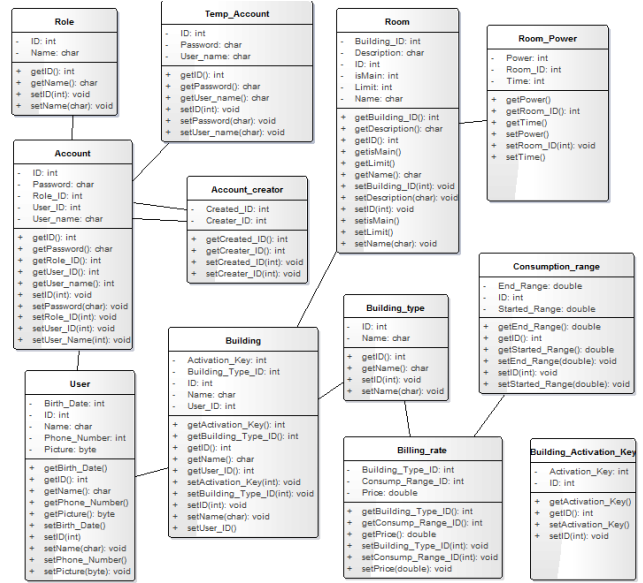 Role
- ID: int
- Name: char
+ getID(): int
+ getName(): char
+ setID(int): void
+ setName(char): void
Temp_Account
- ID: int
- Password: char
- User_name: char
+ getID(): int
+ getPassword(): char
+ getUser_name(): char
+ setID(int): void
+ setPassword(char): void
+ setUser_name(char): void
Room
- Building_ID: int
- Description: char
- ID: int
- isMain: int
- Limit: int
- Name: char
+ getBuilding_ID(): int
+ getDescription(): char
+ getID(): int
+ getisMain()
+ getLimit()
+ getName(): char
+ setBuilding_ID(int): void
+ setDescription(char): void
+ setID(int): void
+ setisMain()
+ setLimit()
+ setName(char): void
Room_Power
- Power: int
- Room_ID: int
- Time: int
+ getPower()
+ getRoom_ID(): int
+ getTime()
+ setPower()
+ setRoom_ID(int): void
+ setTime()
Account
- ID: int
- Password: char
- Role_ID: int
- User_ID: int
- User_name: char
+ getID(): int
+ getPassword(): char
+ getRole_ID(): int
+ getUser_ID(): int
+ getUser_name(): int
+ setID(int): void
+ setPassword(char): void
+ setRole_ID(int): void
+ setUser_ID(int): void
+ setUser_Name(int): void
Account_creator
- Created_ID: int
- Creater_ID: int
+ getCreated_ID(): int
+ getCreater_ID(): int
+ setCreated_ID(int): void
+ setCreater_ID(int): void
Consumption_range
- End_Range: double
- ID: int
- Started_Range: double
+ getEnd_Range(): double
+ getID(): int
+ getStarted_Range(): double
+ setEnd_Range(double): void
+ setID(int): void
+ setStarted_Range(double): void
Building_type
- ID: int
- Name: char
+ getID(): int
+ getName(): char
+ setID(int): void
+ setName(char): void
Building
- Activation_Key: int
- Building_Type_ID: int
- ID: int
- Name: char
- User_ID: int
+ getActivation_Key(): int
+ getBuilding_Type_ID(): int
+ getID(): int
+ getName(): char
+ getUser_ID(): int
+ setActivation_Key(int): void
+ setBuilding_Type_ID(int): void
+ setID(int): void
+ setName(char): void
+ setUser_ID()
User
- Birth_Date: int
- ID: int
- Name: char
- Phone_Number: int
- Picture: byte
+ getBirth_Date()
+ getID(): int
+ getName(): char
+ getPhone_Number()
+ getPicture(): byte
+ setBirth_Date()
+ setID(int)
+ setName(char): void
+ setPhone_Number()
+ setPicture(byte): void
Billing_rate
- Building_Type_ID: int
- Consump_Range_ID: int
- Price: double
+ getBuilding_Type_ID(): int
+ getConsump_Range_ID(): int
+ getPrice(): double
+ setBuilding_Type_ID(int): void
+ setConsump_Range_ID(int): void
+ setPrice(double): void
Building_Activation_Key
- Activation_Key: int
- ID: int
+ getActivation_Key()
+ getID(): int
+ setActivation_Key()
+ setID(int): void